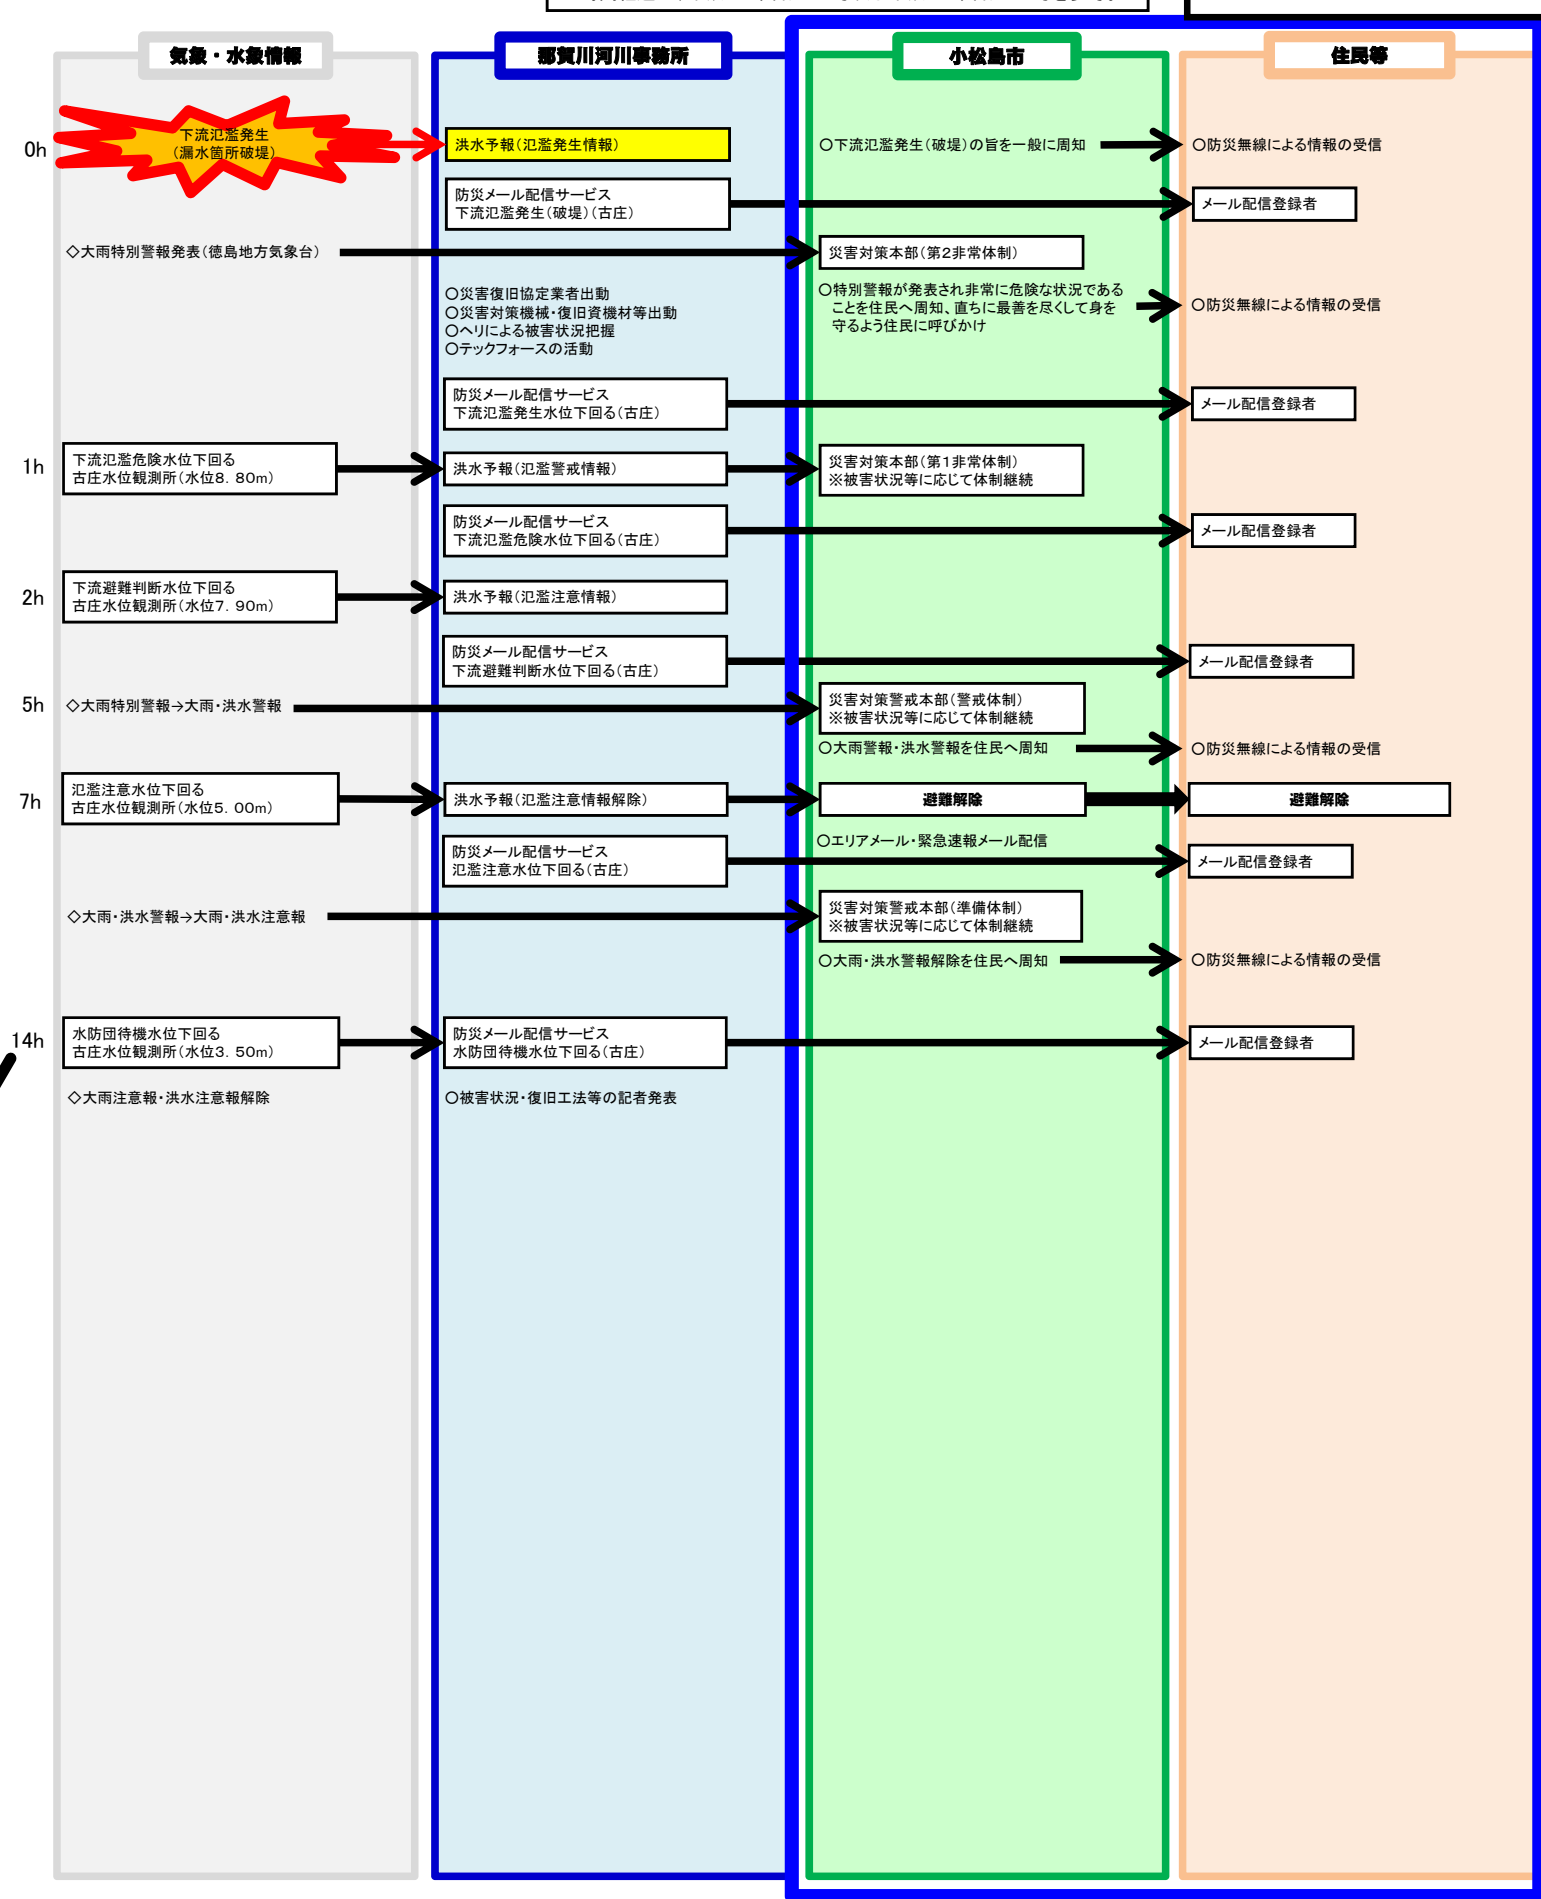 気象・水象情報
那賀川河川事務所
小松島市
住民等
0h
下流氾濫発生
(漏水箇所破堤)
洪水予報(氾濫発生情報)
○下流氾濫発生(破堤)の旨を一般に周知
○防災無線による情報の受信
防災メール配信サービス
下流氾濫発生(破堤)(古庄)
メール配信登録者
◇大雨特別警報発表(徳島地方気象台)
災害対策本部(第2非常体制)
○災害復旧協定業者出動
○災害対策機械・復旧資機材等出動
○ヘリによる被害状況把握
○テックフォースの活動
○特別警報が発表され非常に危険な状況である
ことを住民へ周知、直ちに最善を尽くして身を
守るよう住民に呼びかけ
○防災無線による情報の受信
防災メール配信サービス
下流氾濫発生水位下回る(古庄)
メール配信登録者
1h
下流氾濫危険水位下回る
古庄水位観測所(水位8.80m)
洪水予報(氾濫警戒情報)
災害対策本部(第1非常体制)
※被害状況等に応じて体制継続
防災メール配信サービス
下流氾濫危険水位下回る(古庄)
メール配信登録者
2h
下流避難判断水位下回る
古庄水位観測所(水位7.90m)
洪水予報(氾濫注意情報)
防災メール配信サービス
下流避難判断水位下回る(古庄)
メール配信登録者
5h
◇大雨特別警報→大雨・洪水警報
災害対策警戒本部(警戒体制)
※被害状況等に応じて体制継続
○大雨警報・洪水警報を住民へ周知
○防災無線による情報の受信
7h
氾濫注意水位下回る
古庄水位観測所(水位5.00m)
洪水予報(氾濫注意情報解除)
避難解除
避難解除
○エリアメール・緊急速報メール配信
防災メール配信サービス
氾濫注意水位下回る(古庄)
メール配信登録者
◇大雨・洪水警報→大雨・洪水注意報
災害対策警戒本部(準備体制)
※被害状況等に応じて体制継続
○大雨・洪水警報解除を住民へ周知
○防災無線による情報の受信
14h
水防団待機水位下回る
古庄水位観測所(水位3.50m)
防災メール配信サービス
水防団待機水位下回る(古庄)
メール配信登録者
◇大雨注意報・洪水注意報解除
○被害状況・復旧工法等の記者発表